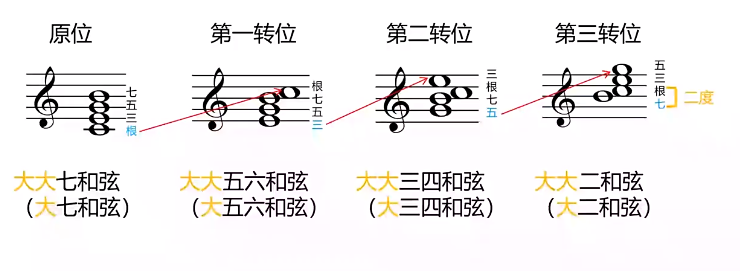 原位
第一转位
第二转位
第三转位
七
五
三
根
根
七
五
三
三
根
七
五
五
三
根
七
二度
大大七和弦
(大七和弦)
大大五六和弦
(大五六和弦)
大大三四和弦
(大三四和弦)
大大二和弦
(大二和弦)